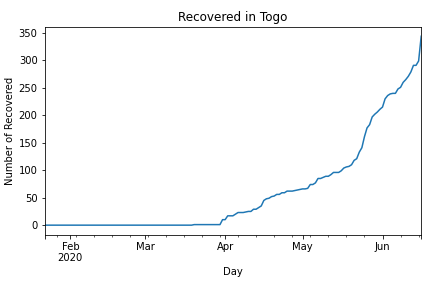 Recovered in Togo
Number of Recovered
350
300
250
200
150
100
50
0
Feb
2020
Mar
Apr
May
Jun
Day